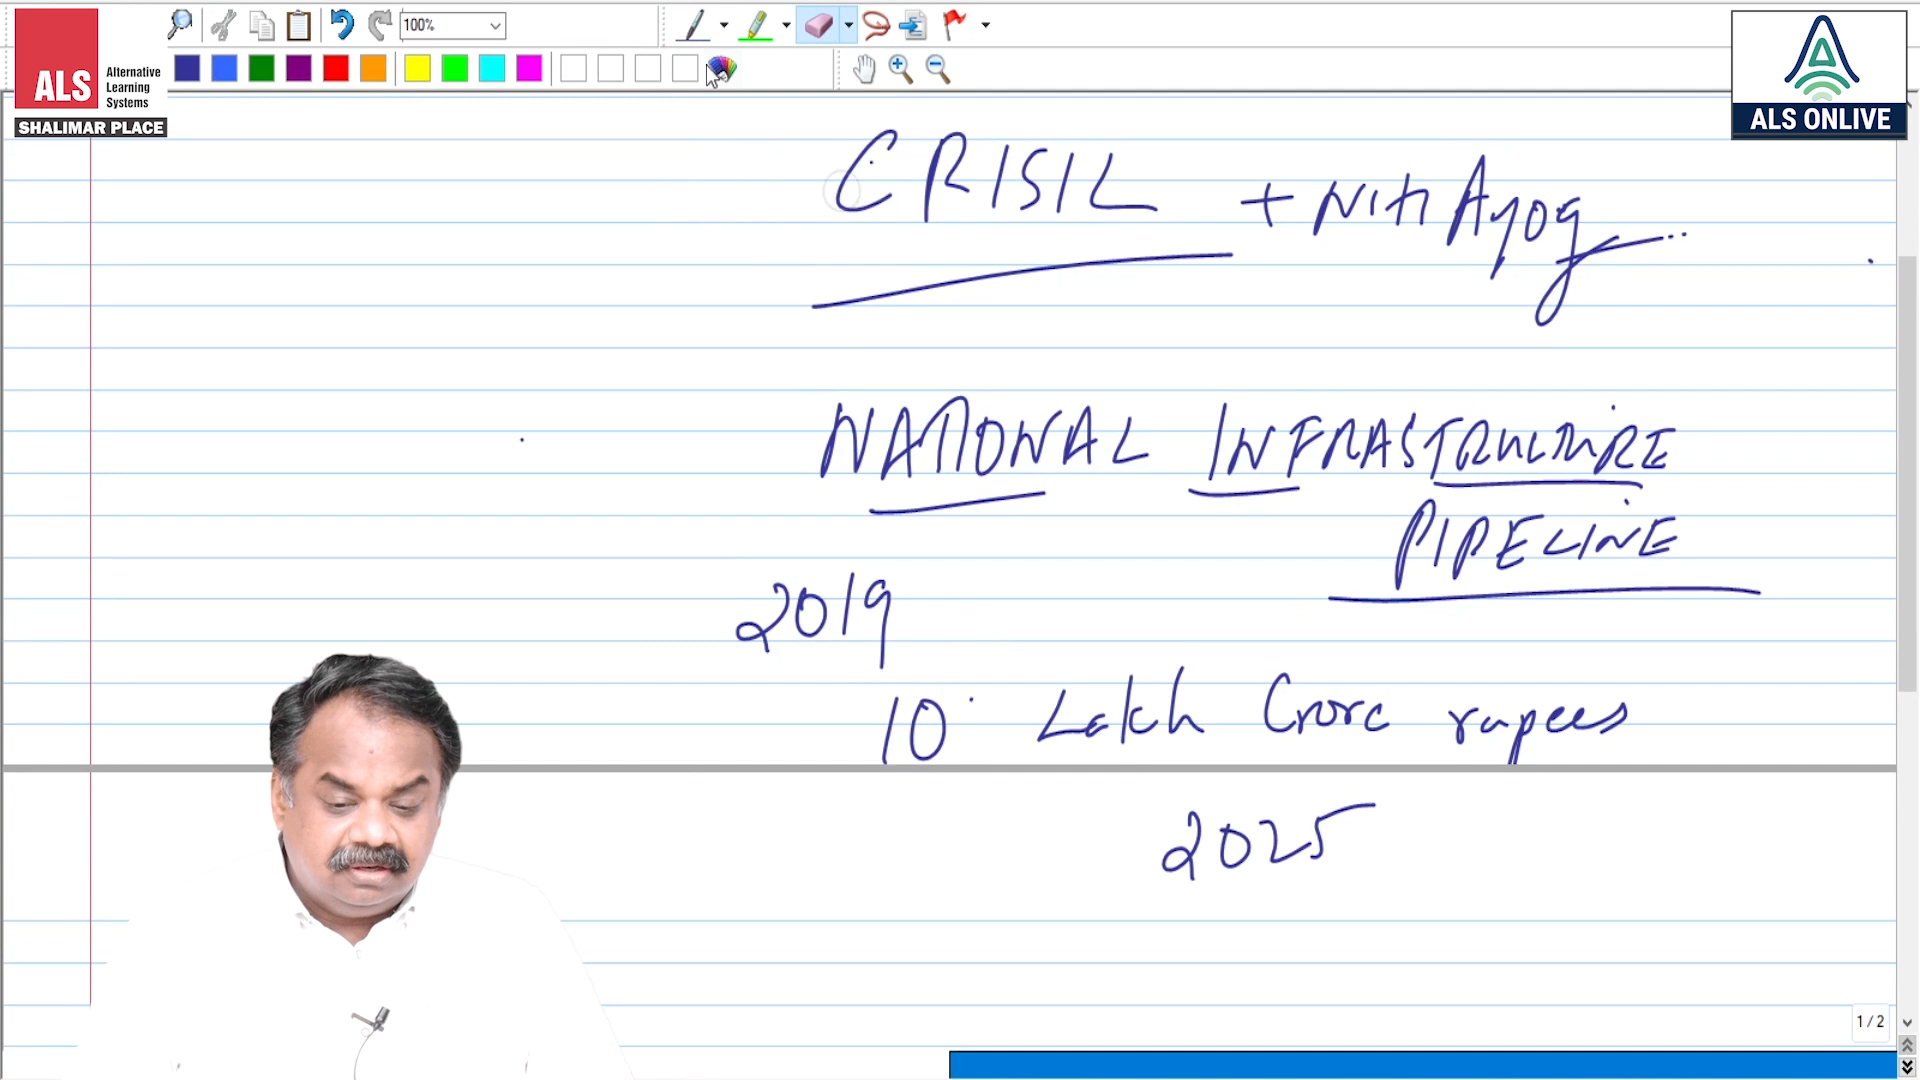 100%
ALS
Alternative
Learning
Systems
SHALIMAR PLACE
ALS ONLIVE
CRISIL + Niti Ayog
NATIONAL INFRASTRUCTURE
PIPELINE
2019
10 Lakh Crore rupees
2025
1 / 2